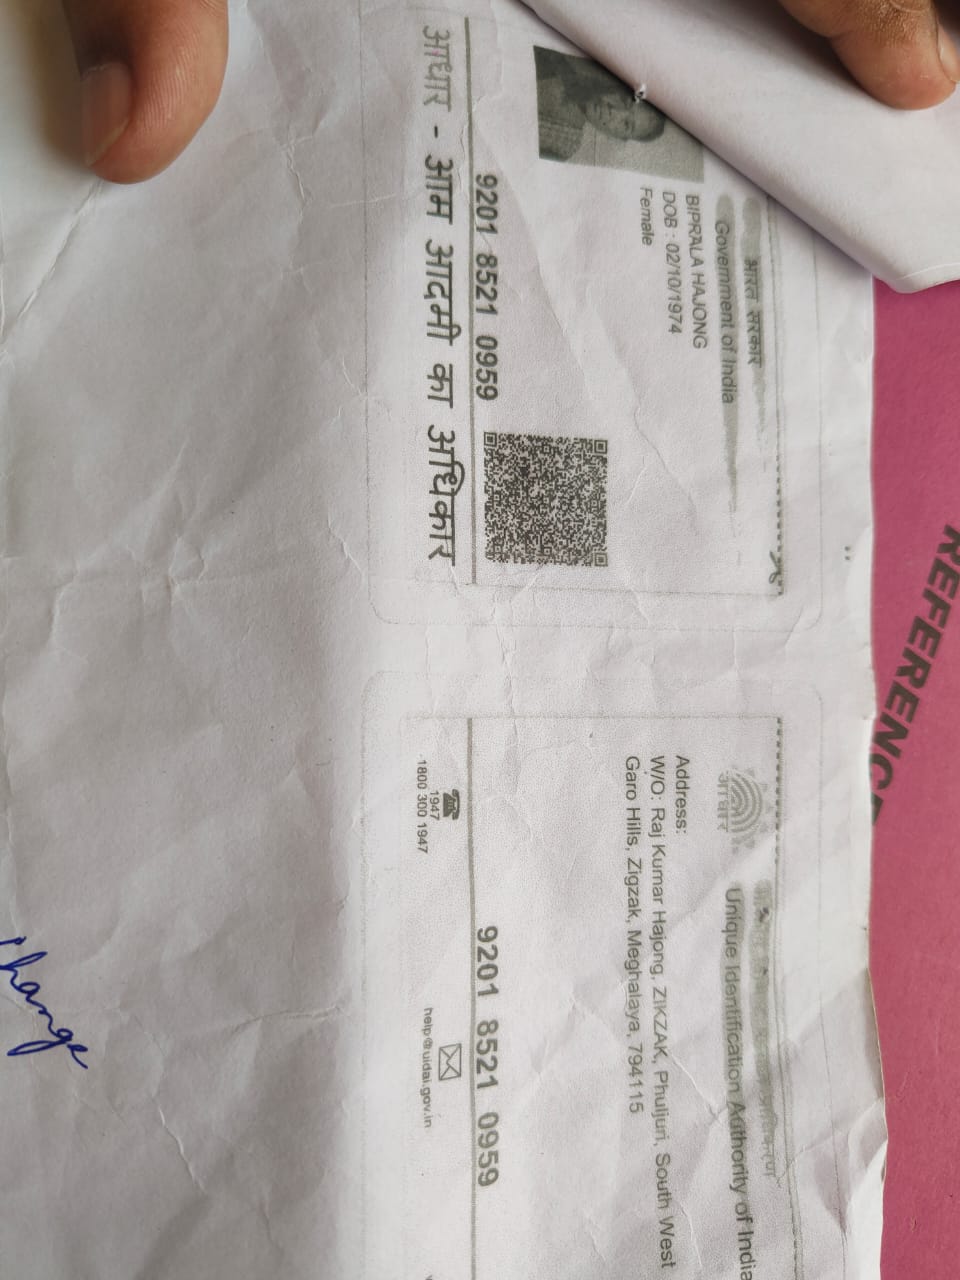 भारत सरकार
Government of India
BIPRALA HAJONG
DOB : 02/10/1974
Female
9201 8521 0959
आधार - आम आदमी का अधिकार
आधार
Unique Identification Authority of India
Address:
W/O: Raj Kumar Hajong, ZIKZAK, Phuljuri, South West
Garo Hills, Zigzak, Meghalaya, 794115
9201 8521 0959
1947
1800 300 1947
help@uidai.gov.in
REFERENCE
change